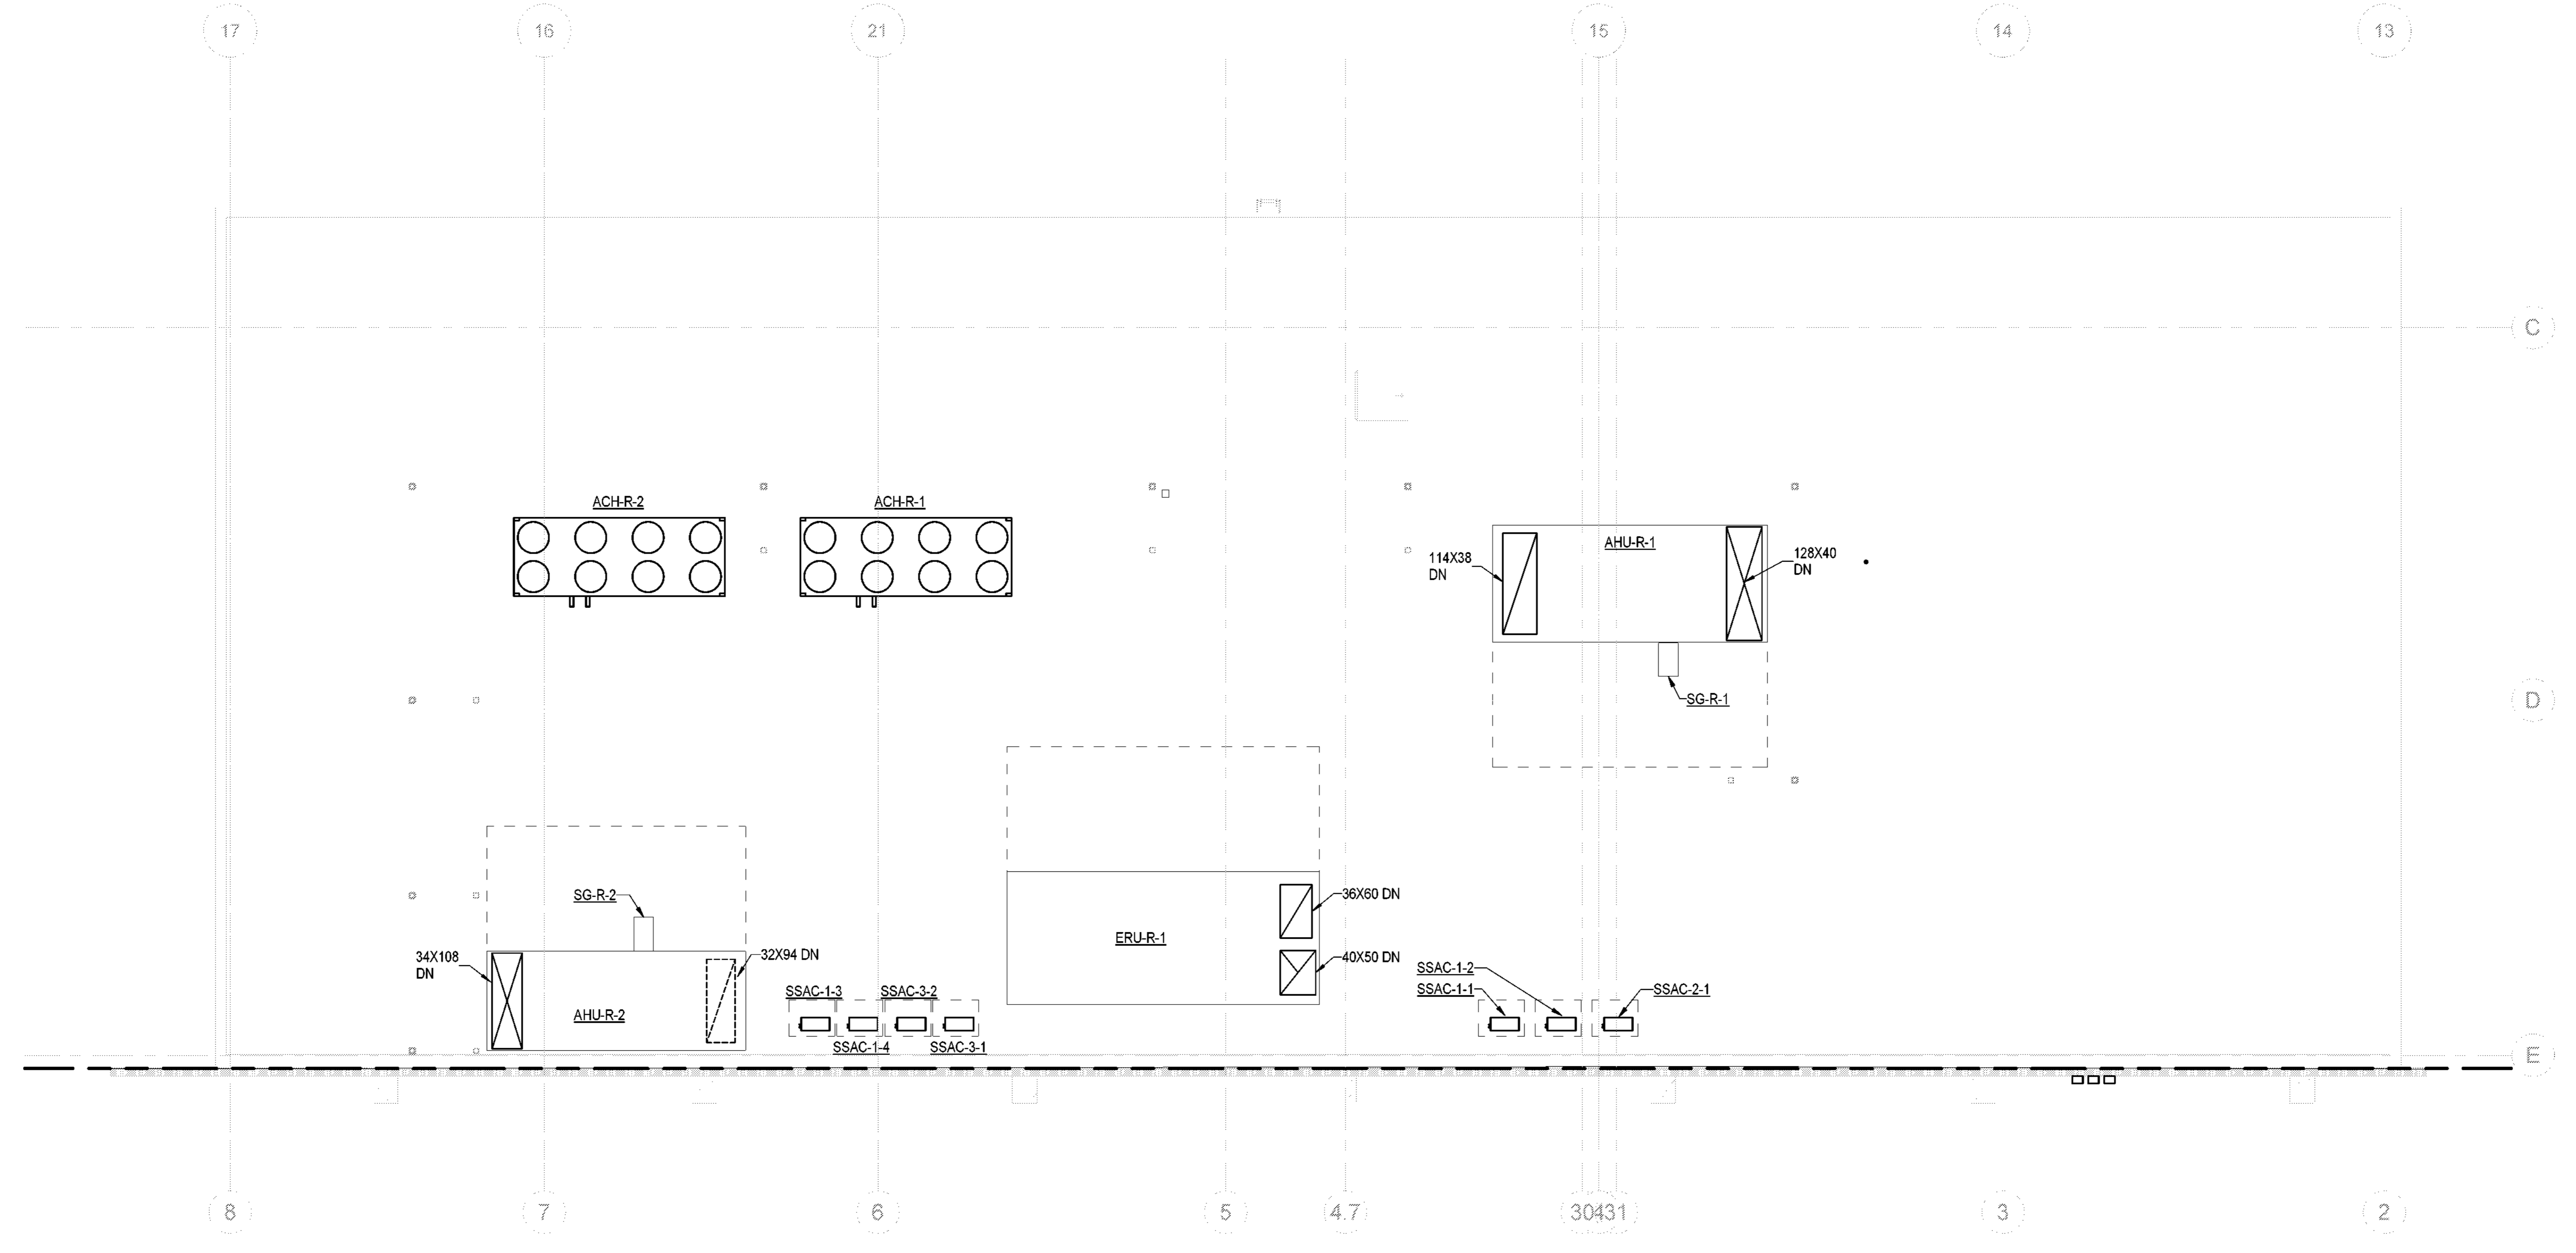 17
16
21
15
14
13
C
ACH-R-2
ACH-R-1
AHU-R-1
114X38
DN
128X40
DN
SG-R-1
D
SG-R-2
36X60 DN
ERU-R-1
34X108
DN
32X94 DN
40X50 DN
AHU-R-2
SSAC-1-3
SSAC-3-2
SSAC-1-4
SSAC-3-1
SSAC-1-2
SSAC-1-1
SSAC-2-1
E
8
7
6
5
4.7
30
4
31
3
2